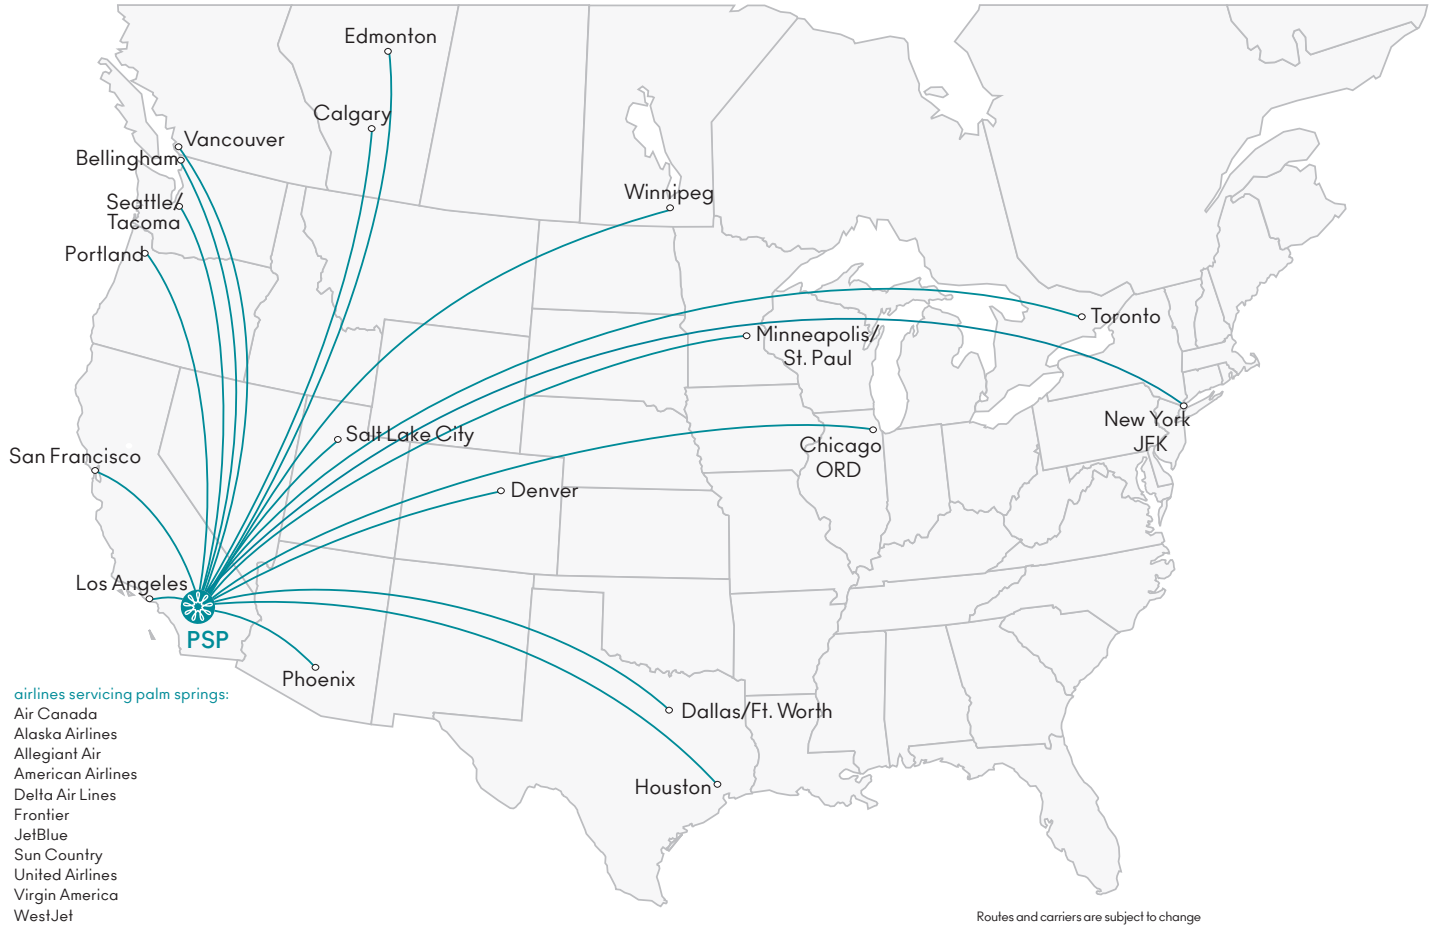 Edmonton
Calgary
Vancouver
Bellingham
Seattle/
Tacoma
Winnipeg
Portland
Toronto
Minneapolis/
St. Paul
New York
JFK
Salt Lake City
Chicago
ORD
San Francisco
Denver
Los Angeles
PSP
Phoenix
Dallas/Ft. Worth
Houston
airlines servicing palm springs:
Air Canada
Alaska Airlines
Allegiant Air
American Airlines
Delta Air Lines
Frontier
JetBlue
Sun Country
United Airlines
Virgin America
WestJet
Routes and carriers are subject to change